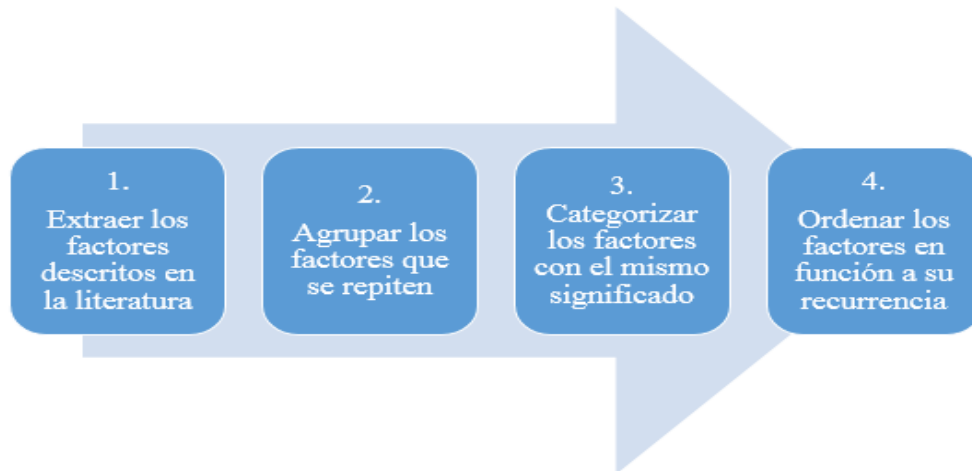 1.
Extraer los
factores
descritos en
la literatura
2.
Agrupar los
factores que
se repiten
3.
Categorizar
los factores
con el mismo
significado
4.
Ordenar los
factores en
función a su
recurrencia